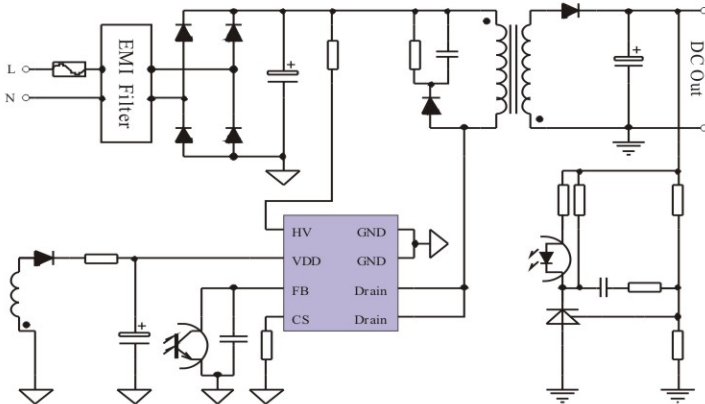 L
N
EMI Filter
DC Out
HV GND
VDD GND
FB Drain
CS Drain
+
+
+